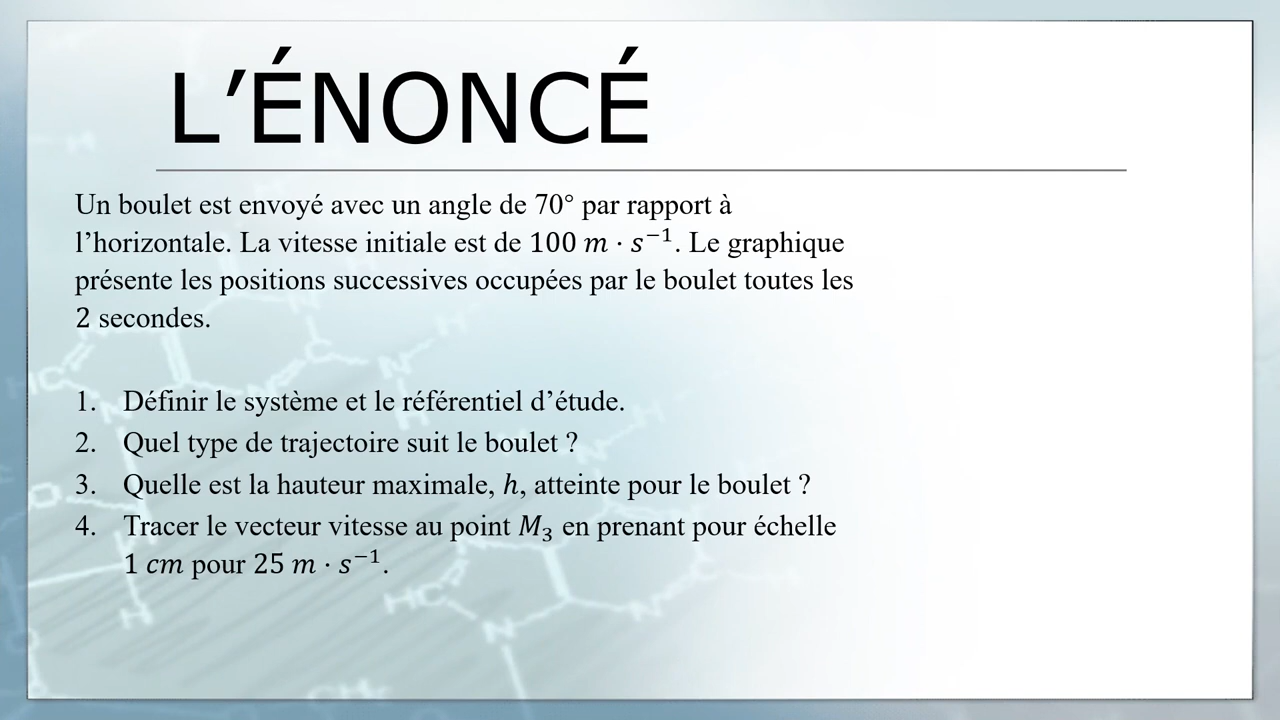 L’ÉNONCÉ
Un boulet est envoyé avec un angle de 70° par rapport à
l’horizontale. La vitesse initiale est de 100 m · s⁻¹. Le graphique
présente les positions successives occupées par le boulet toutes les
2 secondes.
1. Définir le système et le référentiel d’étude.
2. Quel type de trajectoire suit le boulet ?
3. Quelle est la hauteur maximale, h, atteinte pour le boulet ?
4. Tracer le vecteur vitesse au point M₃ en prenant pour échelle
1 cm pour 25 m · s⁻¹.